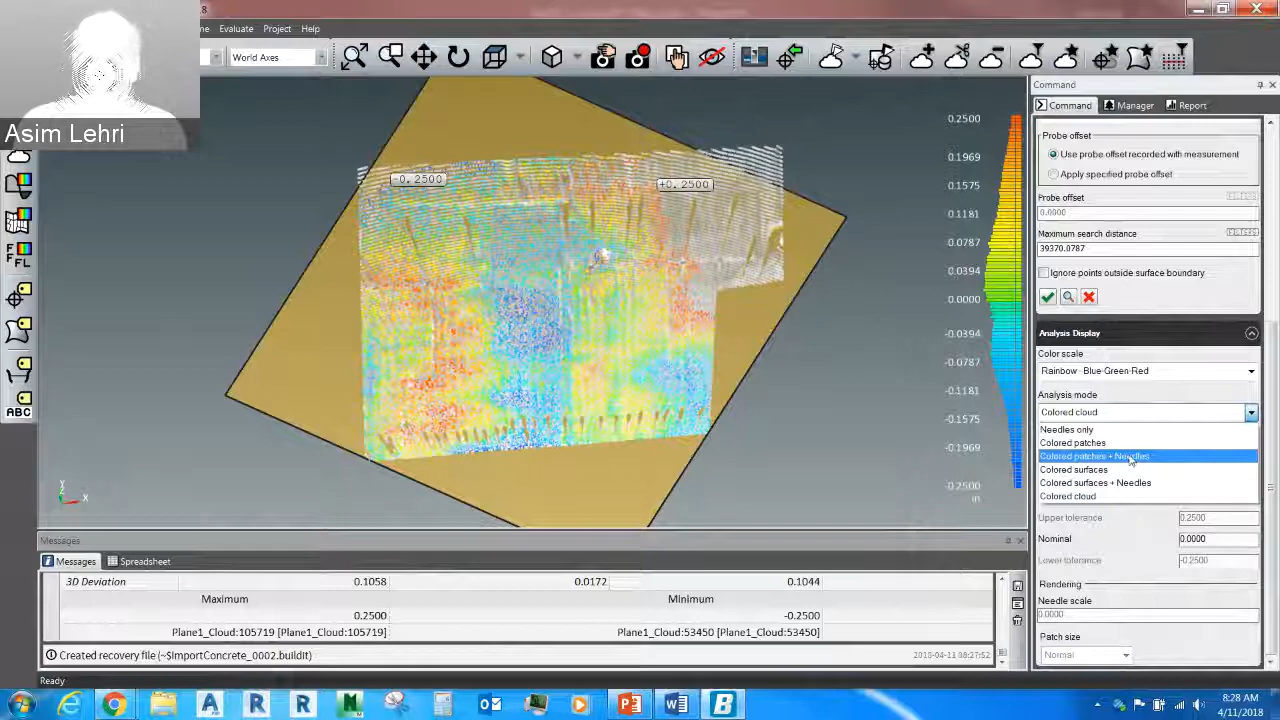 8
ne Evaluate Project Help
World Axes
Asim Lehri
F
FFL
ABC
-0.2500
+0.2500
0.2500
0.1969
0.1575
0.1181
0.0787
0.0394
0.0000
-0.0394
-0.0787
-0.1181
-0.1575
-0.1969
-0.2500
in
Y
Z
X
Command
Command Manager Report
Probe offset
Use probe offset recorded with measurement
Apply specified probe offset
Probe offset
0.0000
Maximum search distance
39370.0787
Ignore points outside surface boundary
Analysis Display
Color scale
Rainbow - Blue-Green-Red
Analysis mode
Colored cloud
Needles only
Colored patches
Colored patches + Needles
Colored surfaces
Colored surfaces + Needles
Colored cloud
Upper tolerance 0.2500
Nominal 0.0000
Lower tolerance -0.2500
Rendering
Needle scale
0.0000
Patch size
Normal
Messages
Messages Spreadsheet
3D Deviation 0.1058 0.0172 0.1044
Maximum Minimum
0.2500 -0.2500
Plane1_Cloud:105719 [Plane1_Cloud:105719] Plane1_Cloud:53450 [Plane1_Cloud:53450]
Created recovery file (~$ImportConcrete_0002.buildit) 2018-04-11 08:27:52
Ready
8:28 AM
4/11/2018